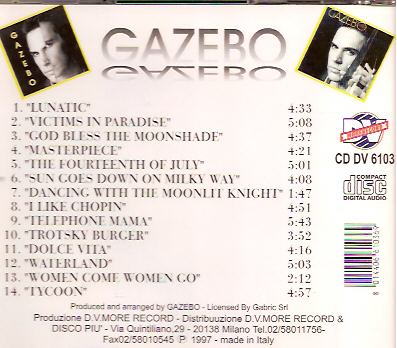 GAZEBO
GAZEBO
GAZEBO
GAZEBO
1. "LUNATIC" 4:33
2. "VICTIMS IN PARADISE" 5:08
3. "GOD BLESS THE MOONSHADE" 4:37
4. "MASTERPIECE" 4:21
5. "THE FOURTEENTH OF JULY" 5:01
6. "SUN GOES DOWN ON MILKY WAY" 4:08
7. "DANCING WITH THE MOONLIT KNIGHT" 1:47
8. "I LIKE CHOPIN" 4:51
9. "TELEPHONE MAMA" 5:43
10. "TROTSKY BURGER" 3:52
11. "DOLCE VITA" 4:16
12. "WATERLAND" 5:03
13. "WOMEN COME WOMEN GO" 2:12
14. "TYCOON" 4:57
DV
MORE RECORD
CD DV 6103
COMPACT
disc
DIGITAL AUDIO
Produced and arranged by GAZEBO - Licensed By Gabric Srl
Produzione D.V.MORE RECORD - Distribuuzione D.V.MORE RECORD &
DISCO PIU' - Via Quintiliano,29 - 20138 Milano Tel.02/58011756-
Fax02/58010545 (P) 1997 - made in Italy